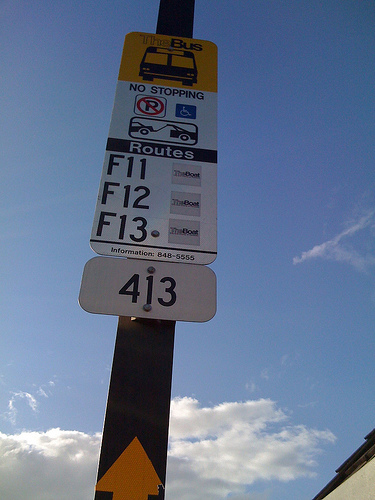 TheBus
NO STOPPING
P
Routes
F11 TheBoat
F12 TheBoat
F13 TheBoat
Information: 848-5555
413